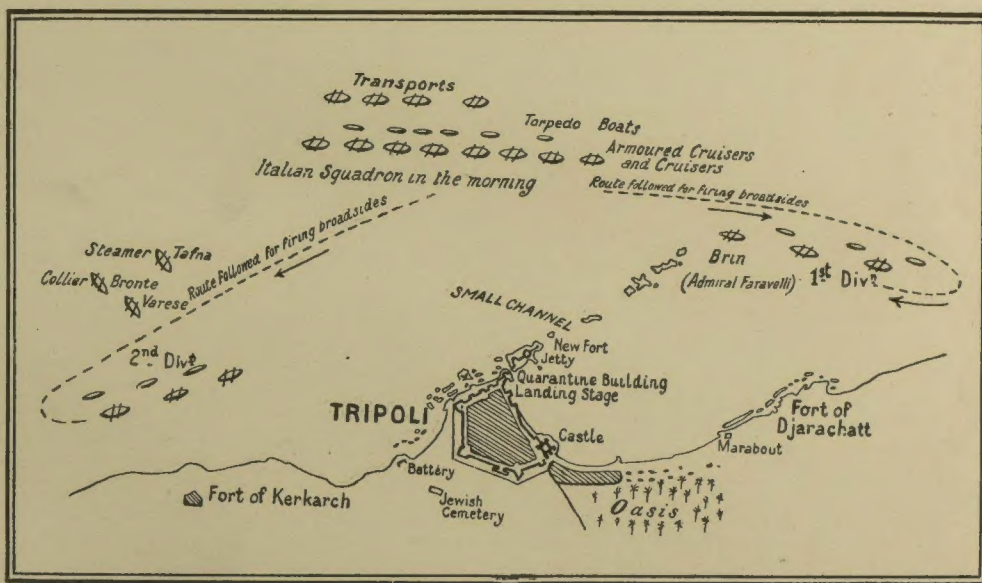 Transports
Torpedo Boats
Armoured Cruisers
and Cruisers
Italian Squadron in the morning
Route followed for firing broadsides
Route followed for firing broadsides
Steamer Tafna
Collier Bronte
Varese
Brin
(Admiral Faravelli)
1st Divn
SMALL CHANNEL
2nd Divn
New Fort
Jetty
Quarantine Building
Landing Stage
TRIPOLI
Fort of
Djarachatt
Castle
Marabout
Battery
Fort of Kerkarch
Jewish
Cemetery
Oasis